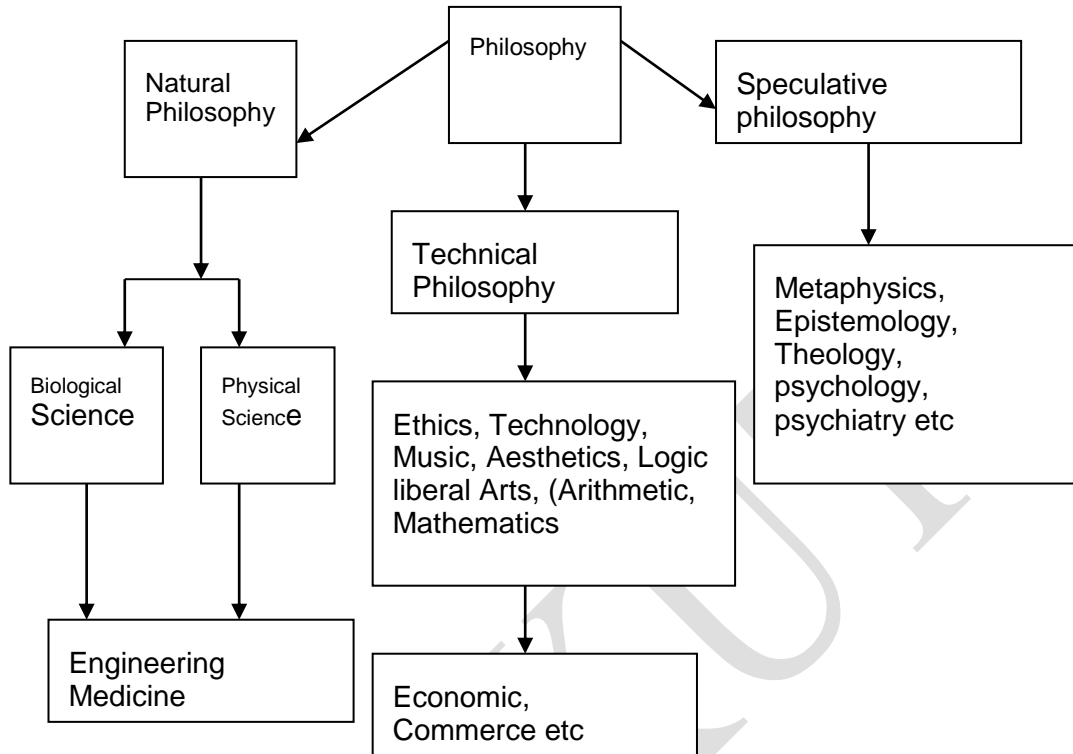 Philosophy
Natural
Philosophy
Speculative
philosophy
Technical
Philosophy
Metaphysics,
Epistemology,
Theology,
psychology,
psychiatry etc
Biological
Science
Physical
Science
Ethics, Technology,
Music, Aesthetics, Logic
liberal Arts, (Arithmetic,
Mathematics
Engineering
Medicine
Economic,
Commerce etc